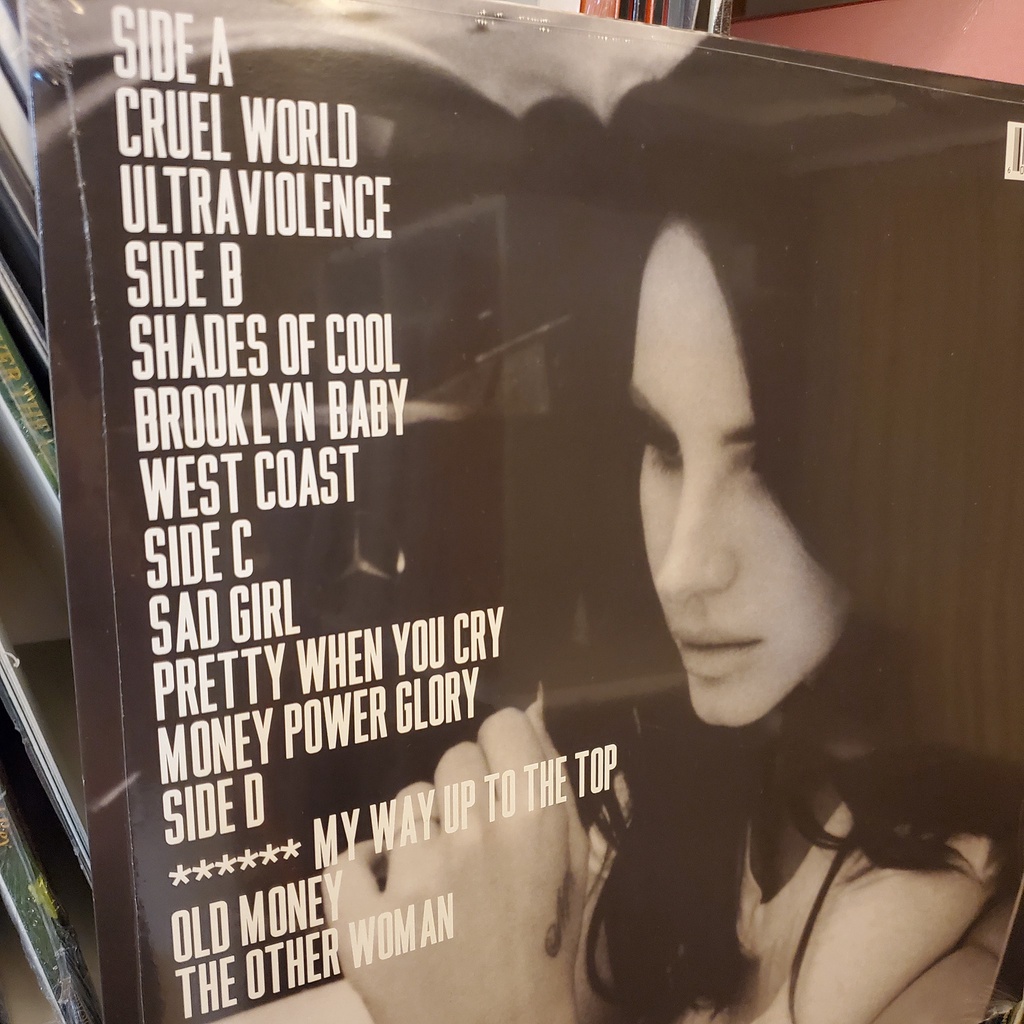 SIDE A
CRUEL WORLD
ULTRAVIOLENCE
SIDE B
SHADES OF COOL
BROOKLYN BABY
WEST COAST
SIDE C
SAD GIRL
PRETTY WHEN YOU CRY
MONEY POWER GLORY
SIDE D
****** MY WAY UP TO THE TOP
OLD MONEY
THE OTHER WOMAN